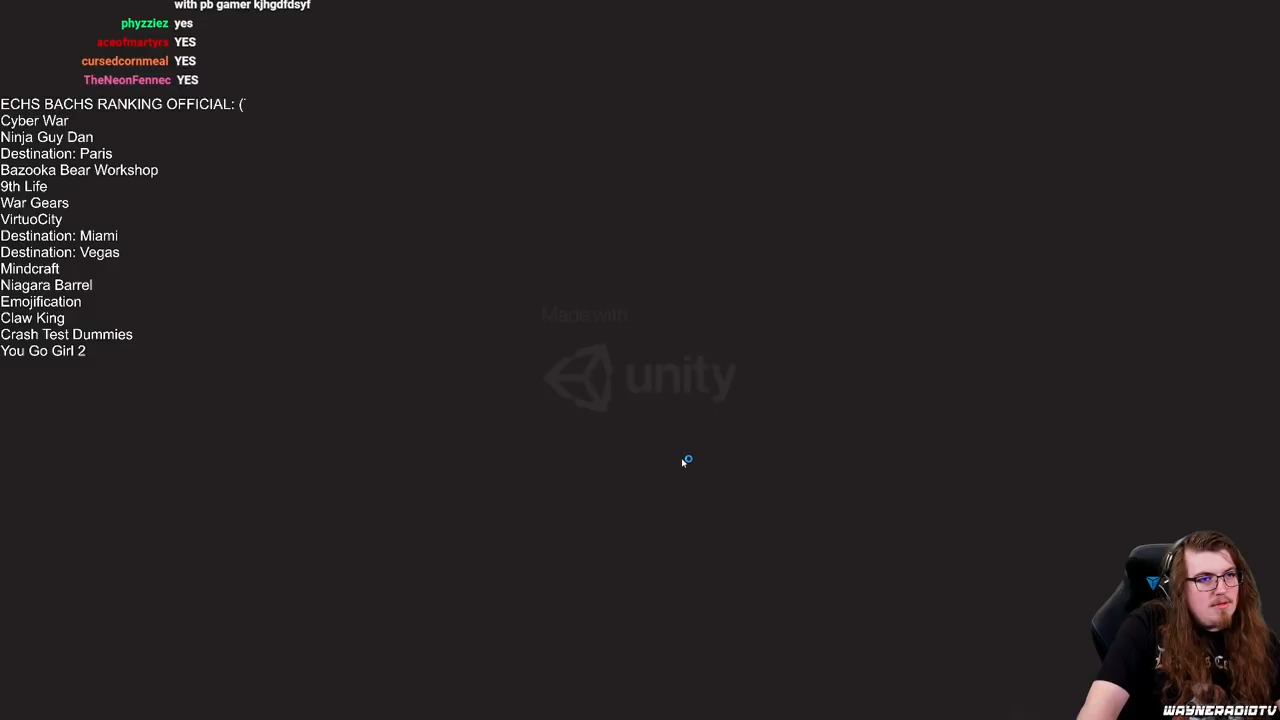 with pb gamer kjhgdfdsyf
phyzziez yes
aceofmartyrs YES
cursedcornmeal YES
TheNeonFennec YES
ECHS BACHS RANKING OFFICIAL: (
Cyber War
Ninja Guy Dan
Destination: Paris
Bazooka Bear Workshop
9th Life
War Gears
VirtuoCity
Destination: Miami
Destination: Vegas
Mindcraft
Niagara Barrel
Emojification
Claw King
Crash Test Dummies
You Go Girl 2
Made with
unity
WAYNERADIOTV